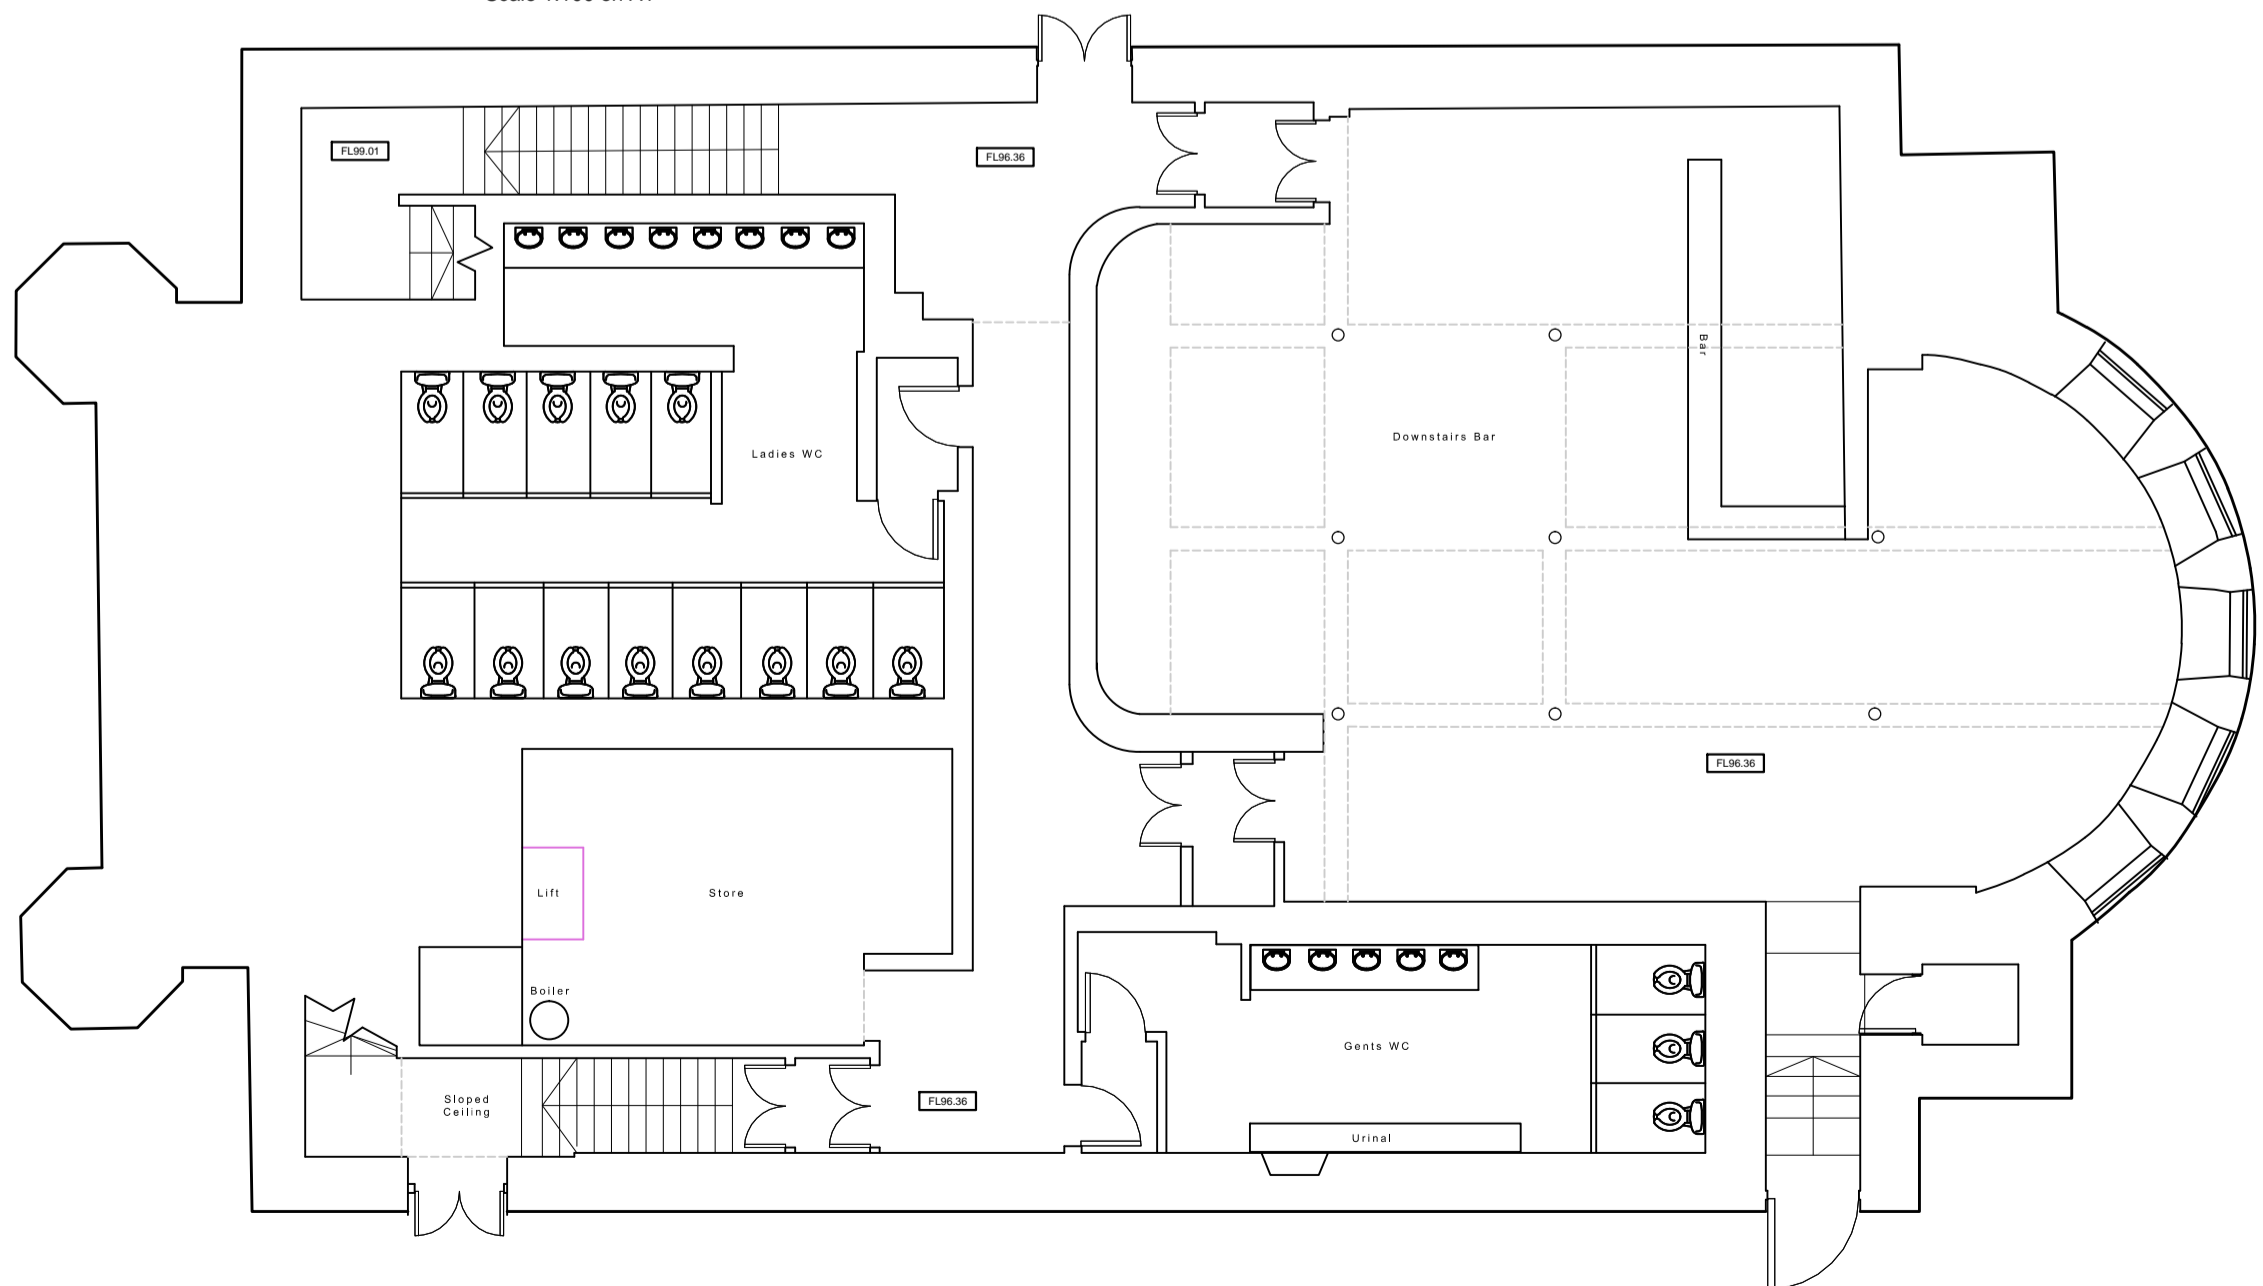 FL99.01
FL96.36
Bar
Downstairs Bar
Ladies WC
FL96.36
Lift
Store
Boiler
Gents WC
Sloped
Ceiling
FL96.36
Urinal